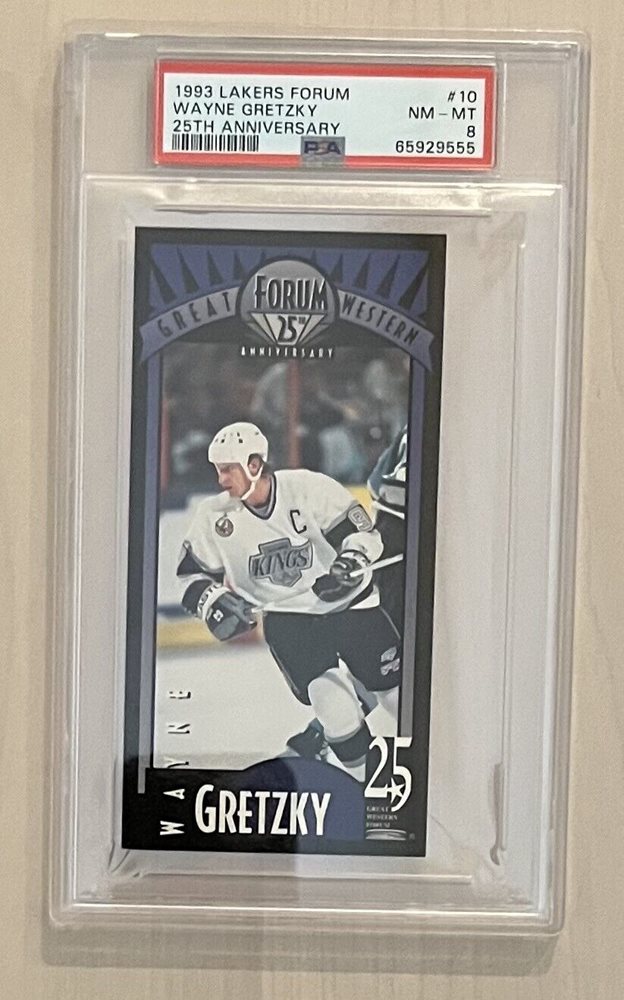 1993 LAKERS FORUM #10
WAYNE GRETZKY NM - MT
25TH ANNIVERSARY 8
PSA 65929555
GREAT FORUM WESTERN
25TH
ANNIVERSARY
C
KINGS
WAYNE
GRETZKY
25
GREAT
WESTERN
FORUM